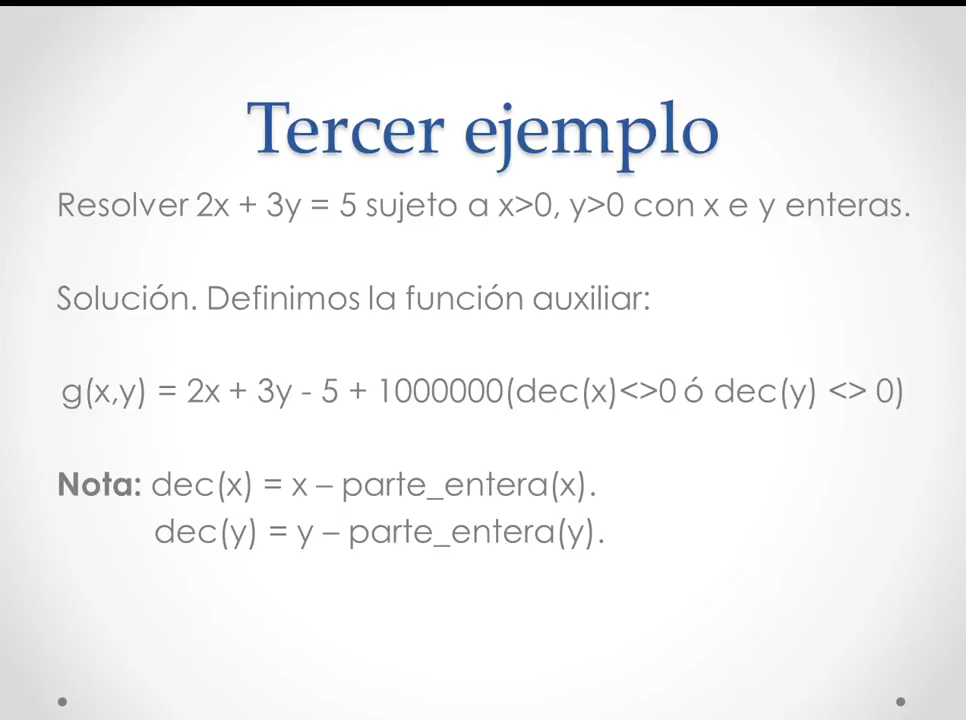 Tercer ejemplo
Resolver 2x + 3y = 5 sujeto a x>0, y>0 con x e y enteras.
Solución. Definimos la función auxiliar:
g(x,y) = 2x + 3y - 5 + 1000000(dec(x)<>0 ó dec(y) <> 0)
Nota: dec(x) = x – parte_entera(x).
dec(y) = y – parte_entera(y).